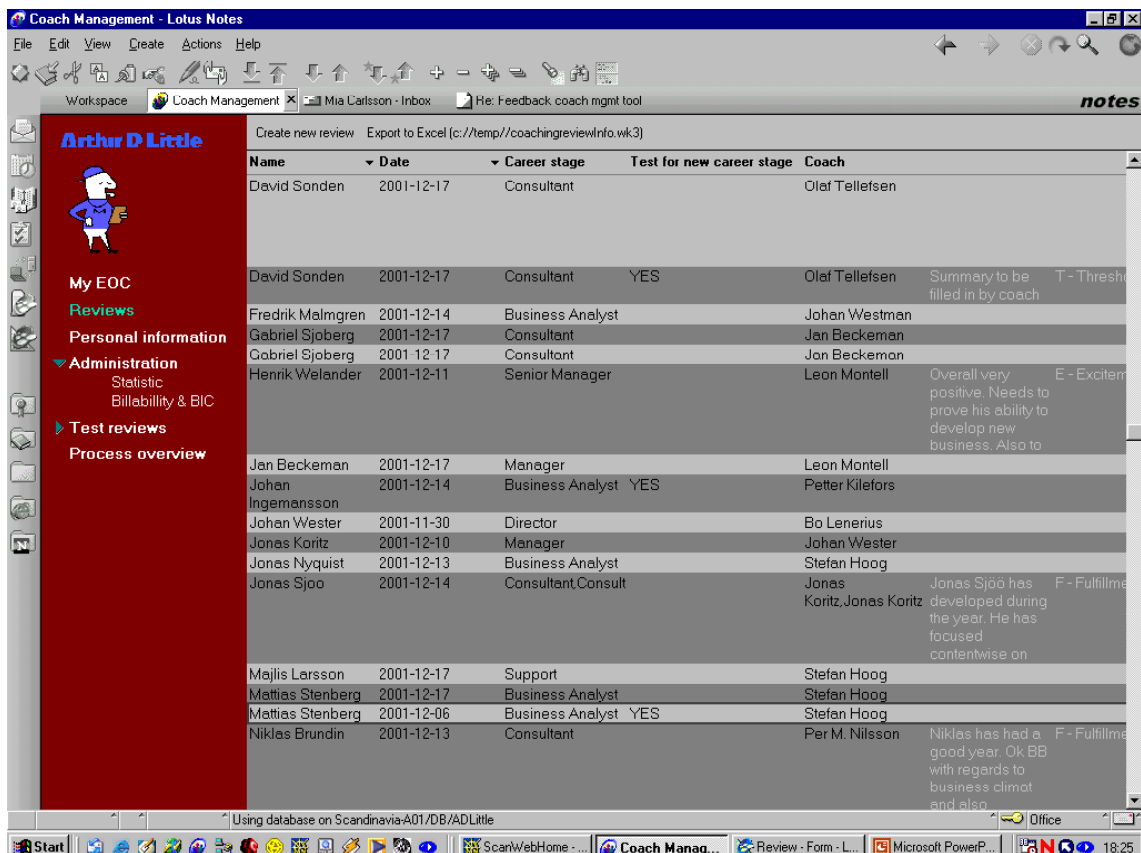 Coach Management - Lotus Notes
File Edit View Create Actions Help
Workspace Coach Management Mia Carlsson - Inbox Re: Feedback coach mgmt tool notes
Arthur D Little
Create new review Export to Excel (c://temp//coachingreviewInfo.wk3)
Name Date Career stage Test for new career stage Coach
David Sonden 2001-12-17 Consultant Olaf Tellefsen
My EOC
Reviews
Personal information
Administration
Statistic
Billabillity & BIC
Test reviews
Process overview
David Sonden 2001-12-17 Consultant YES Olaf Tellefsen Summary to be T - Thresho
filled in by coach
Fredrik Malmgren 2001-12-14 Business Analyst Johan Westman
Gabriel Sjoberg 2001-12-17 Consultant Jan Beckeman
Gabriel Sjoberg 2001-12-17 Consultant Jan Beckeman
Henrik Welander 2001-12-11 Senior Manager Leon Montell Overall very E - Excitem
positive. Needs to
prove his ability to
develop new
business. Also to
Jan Beckeman 2001-12-17 Manager Leon Montell
Johan 2001-12-14 Business Analyst YES Petter Kilefors
Ingemansson
Johan Wester 2001-11-30 Director Bo Lenerius
Jonas Koritz 2001-12-10 Manager Johan Wester
Jonas Nyquist 2001-12-13 Business Analyst Stefan Hoog
Jonas Sjoo 2001-12-14 Consultant,Consult Jonas Jonas Sjöö has F - Fulfillme
Koritz,Jonas Koritz developed during
the year. He has
focused
contentwise on
Majlis Larsson 2001-12-17 Support Stefan Hoog
Mattias Stenberg 2001-12-17 Business Analyst Stefan Hoog
Mattias Stenberg 2001-12-06 Business Analyst YES Stefan Hoog
Niklas Brundin 2001-12-13 Consultant Per M. Nilsson Niklas has had a F - Fulfillme
good year. Ok BB
with regards to
business climat
and also
Using database on Scandinavia-A01/DB/ADLittle Office
Start ScanWebHome - ... Coach Manag... Review - Form - L... Microsoft PowerP... 18:25